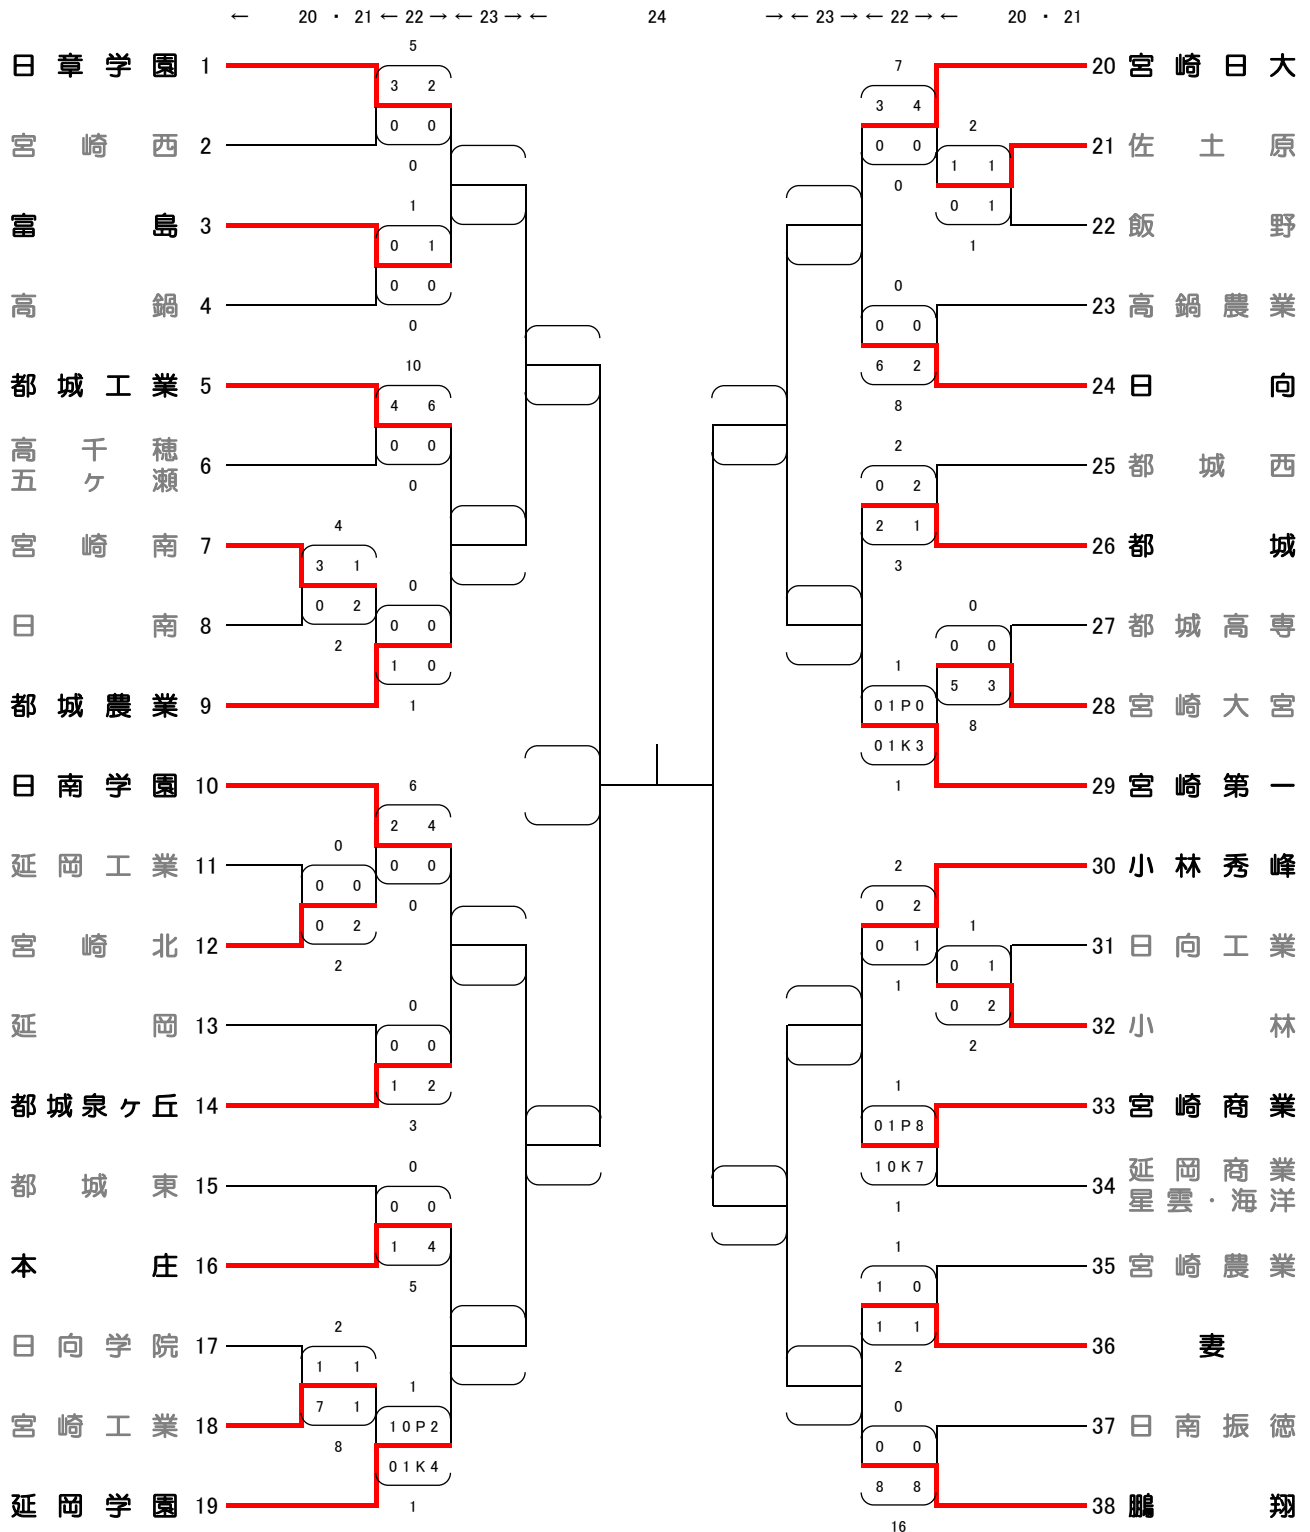 ← 20 ・ 21 ← 22 → ← 23 → ← 24 → ← 23 → ← 22 → ← 20 ・ 21
5
日章学園 1
3 2
0 0
宮崎西 2
0
1
富島 3
0 1
0 0
高鍋 4
0
10
都城工業 5
4 6
0 0
高千穂
五ヶ瀬 6
0
4
宮崎南 7
3 1
0 2
日南 8
2
0
0 0
1 0
都城農業 9
1
日南学園 10
6
2 4
0 0
0
延岡工業 11
0
0 0
0 2
宮崎北 12
2
延岡 13
0
0 0
1 2
都城泉ヶ丘 14
3
都城東 15
0
0 0
1 4
本庄 16
5
日向学院 17
2
1 1
7 1
宮崎工業 18
8
1
1 0 P 2
0 1 K 4
延岡学園 19
1
7
20 宮崎日大
3 4
0 0
0
2
21 佐土原
1 1
0 1
22 飯野
1
0
23 高鍋農業
0 0
6 2
24 日向
8
2
25 都城西
0 2
2 1
26 都城
3
0
27 都城高専
0 0
5 3
28 宮崎大宮
8
1
0 1 P 0
0 1 K 3
29 宮崎第一
1
2
30 小林秀峰
0 2
0 1
1
1
31 日向工業
0 1
0 2
32 小林
2
1
33 宮崎商業
0 1 P 8
1 0 K 7
34 延岡商業
星雲・海洋
1
1
35 宮崎農業
1 0
1 1
36 妻
2
0
37 日南振徳
0 0
8 8
38 鵬翔
16